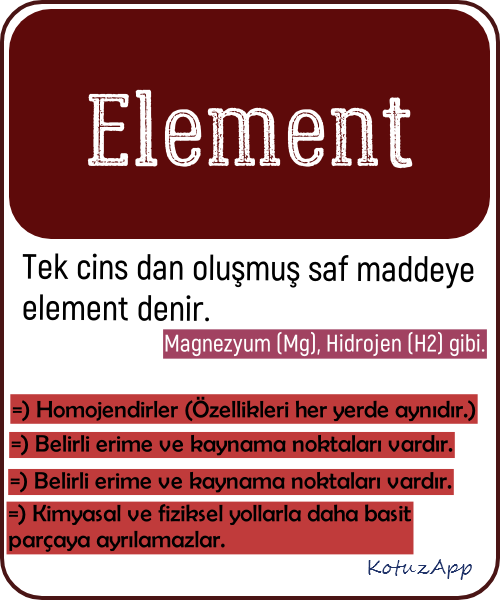 Element
Tek cins dan oluşmuş saf maddeye
element denir.
Magnezyum (Mg), Hidrojen (H2) gibi.
=) Homojendirler (Özellikleri her yerde aynıdır.)
=) Belirli erime ve kaynama noktaları vardır.
=) Belirli erime ve kaynama noktaları vardır.
=) Kimyasal ve fiziksel yollarla daha basit
parçaya ayrılamazlar.
KotuzApp